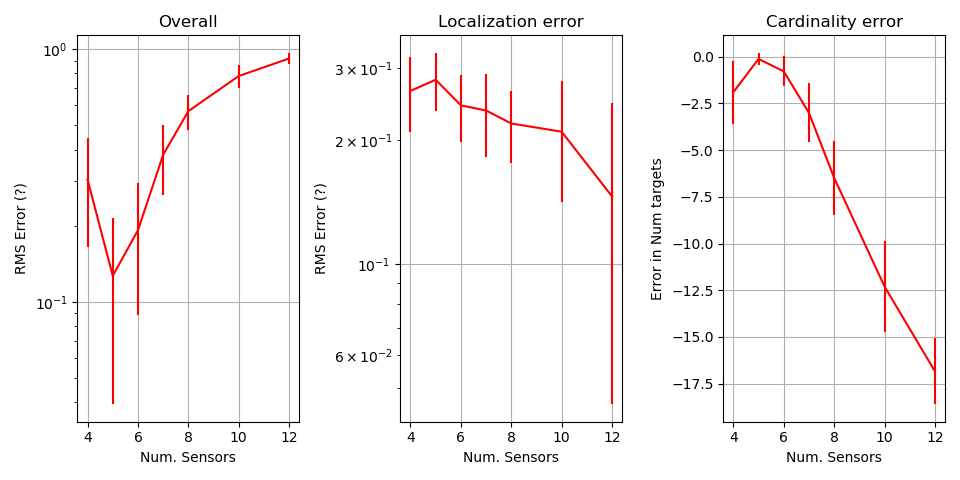 Overall
10⁰
10⁻¹
RMS Error (?)
4 6 8 10 12
Num. Sensors
Localization error
3 × 10⁻¹
2 × 10⁻¹
10⁻¹
6 × 10⁻²
RMS Error (?)
4 6 8 10 12
Num. Sensors
Cardinality error
0.0
−2.5
−5.0
−7.5
−10.0
−12.5
−15.0
−17.5
Error in Num targets
4 6 8 10 12
Num. Sensors